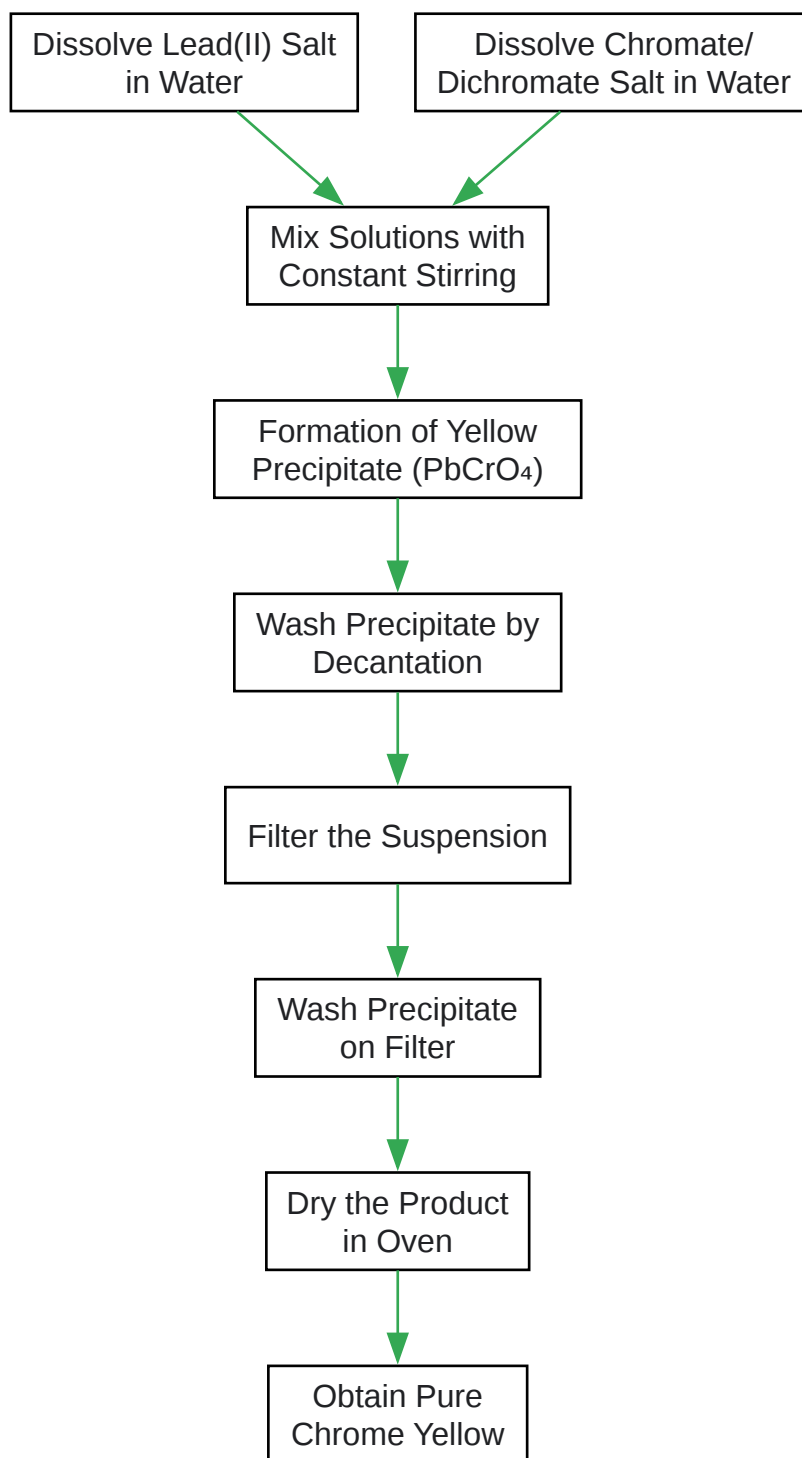 Dissolve Lead(II) Salt
in Water
Dissolve Chromate/
Dichromate Salt in Water
Mix Solutions with
Constant Stirring
Formation of Yellow
Precipitate (PbCrO₄)
Wash Precipitate by
Decantation
Filter the Suspension
Wash Precipitate
on Filter
Dry the Product
in Oven
Obtain Pure
Chrome Yellow